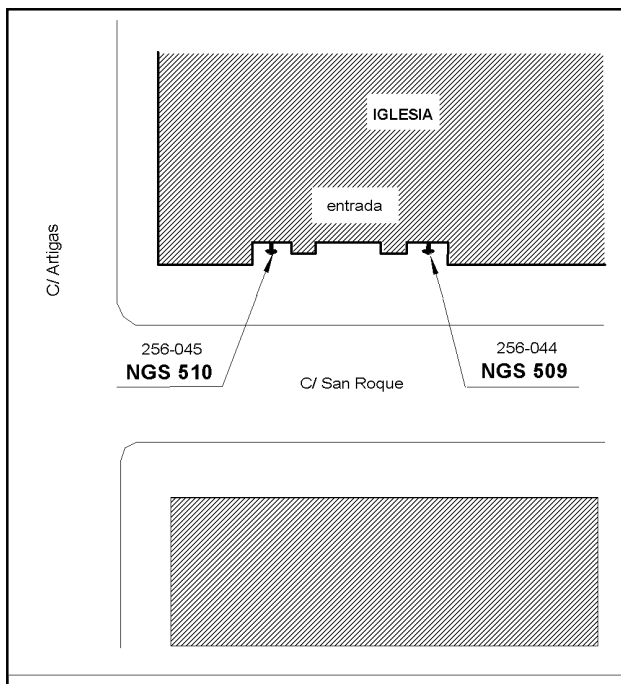 IGLESIA
entrada
C/ Artigas
256-045
NGS 510
256-044
NGS 509
C/ San Roque